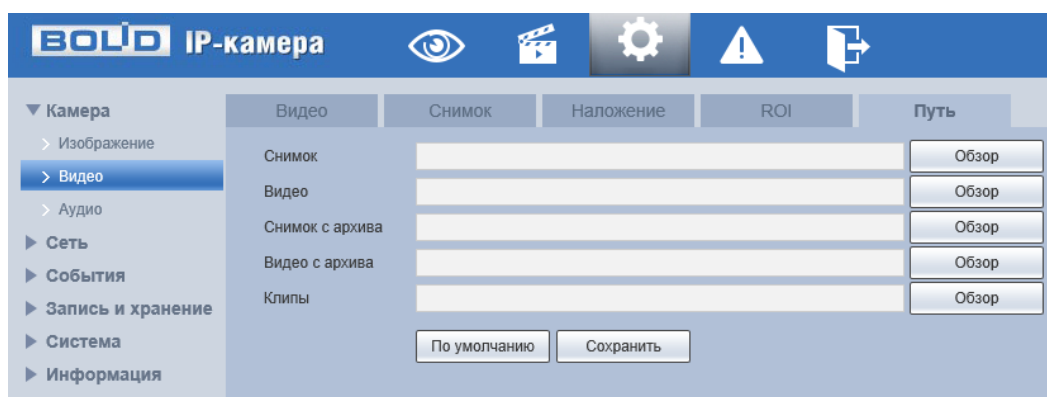 BOLID IP-камера
Камера
Видео
Снимок
Наложение
ROI
Путь
Изображение
Видео
Аудио
Сеть
События
Запись и хранение
Система
Информация
Снимок
Обзор
Видео
Обзор
Снимок с архива
Обзор
Видео с архива
Обзор
Клипы
Обзор
По умолчанию
Сохранить